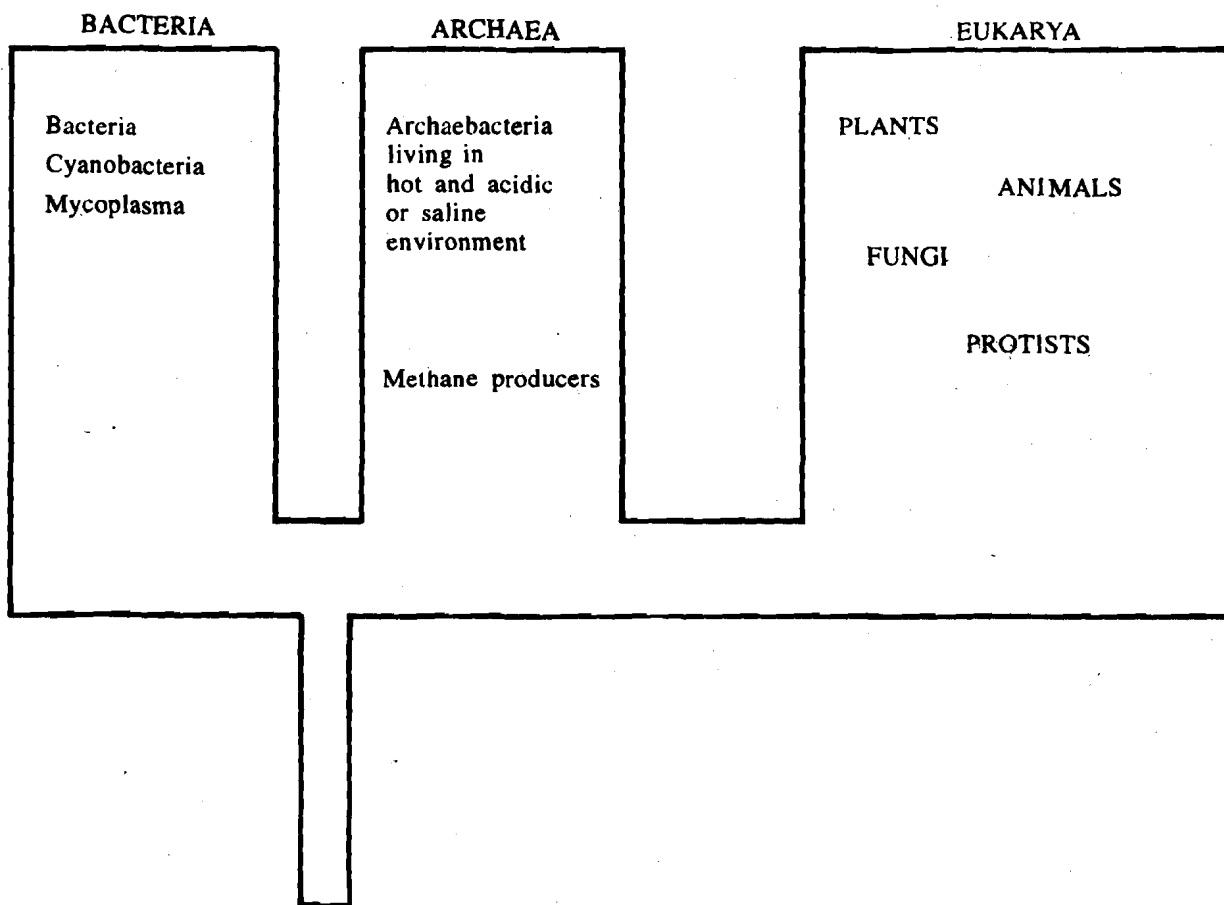 BACTERIA
ARCHAEA
EUKARYA
Bacteria
Cyanobacteria
Mycoplasma
Archaebacteria
living in
hot and acidic
or saline
environment
Methane producers
PLANTS
ANIMALS
FUNGI
PROTISTS